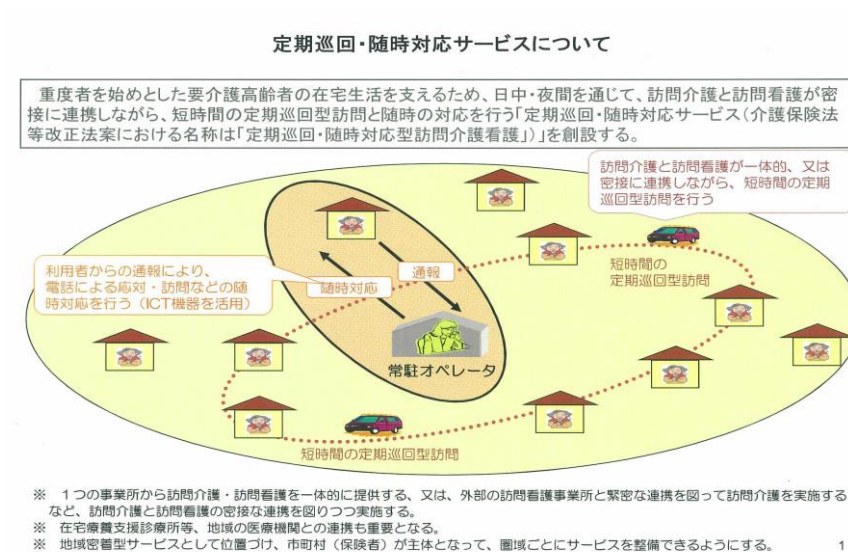 定期巡回・随時対応サービスについて
重度者を始めとした要介護高齢者の在宅生活を支えるため、日中・夜間を通じて、訪問介護と訪問看護が密
接に連携しながら、短時間の定期巡回型訪問と随時の対応を行う「定期巡回・随時対応サービス(介護保険法
等改正法案における名称は「定期巡回・随時対応型訪問介護看護」)」を創設する。
訪問介護と訪問看護が一体的、又は
密接に連携しながら、短時間の定期
巡回型訪問を行う
利用者からの通報により、
電話による応対・訪問などの随
時対応を行う(ICT機器を活用)
通報
随時対応
短時間の
定期巡回型訪問
常駐オペレータ
短時間の定期巡回型訪問
※ 1つの事業所から訪問介護・訪問看護を一体的に提供する、又は、外部の訪問看護事業所と緊密な連携を図って訪問介護を実施する
など、訪問介護と訪問看護の密接な連携を図りつつ実施する。
※ 在宅療養支援診療所等、地域の医療機関との連携も重要となる。
※ 地域密着型サービスとして位置づけ、市町村(保険者)が主体となって、圏域ごとにサービスを整備できるようにする。
1